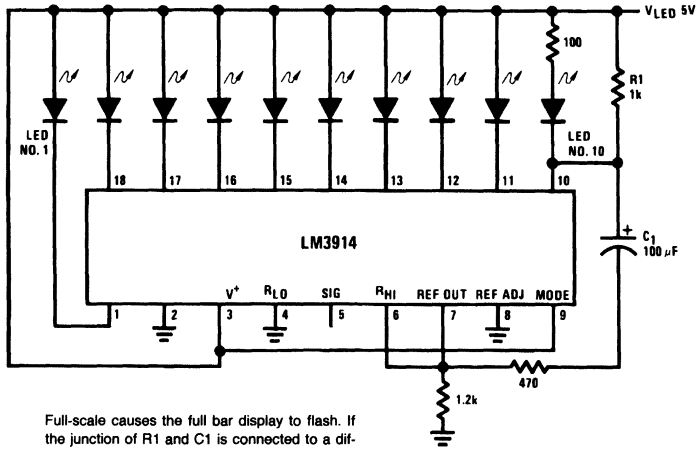 V_LED 5V
100
R1
1k
LED
NO. 1
LED
NO. 10
18 17 16 15 14 13 12 11 10
C1
100 μF
LM3914
V+ R_LO SIG R_HI REF OUT REF ADJ MODE
1 2 3 4 5 6 7 8 9
470
1.2k
Full-scale causes the full bar display to flash. If
the junction of R1 and C1 is connected to a dif-